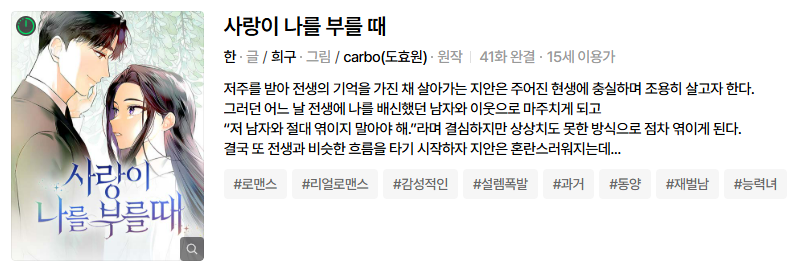 사랑이 나를 부를 때
한 · 글 / 희구 · 그림 / carbo(도효원) · 원작 | 41화 완결 · 15세 이용가
저주를 받아 전생의 기억을 가진 채 살아가는 지안은 주어진 현생에 충실하며 조용히 살고자 한다.
그러던 어느 날 전생에 나를 배신했던 남자와 이웃으로 마주치게 되고
“저 남자와 절대 엮이지 말아야 해.”라며 결심하지만 상상치도 못한 방식으로 점차 엮이게 된다.
결국 또 전생과 비슷한 흐름을 타기 시작하자 지안은 혼란스러워지는데...
#로맨스 #리얼로맨스 #감성적인 #설렘폭발 #과거 #동양 #재벌남 #능력녀
사랑이
나를 부를 때